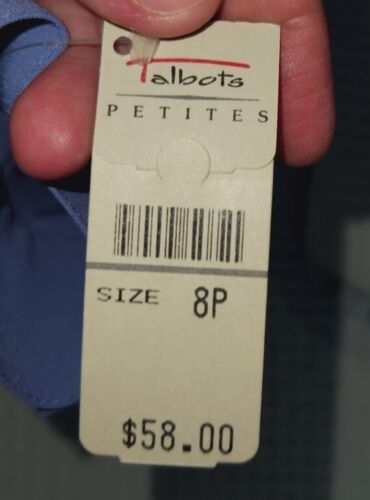 Talbots
PETITES
SIZE 8P
$58.00